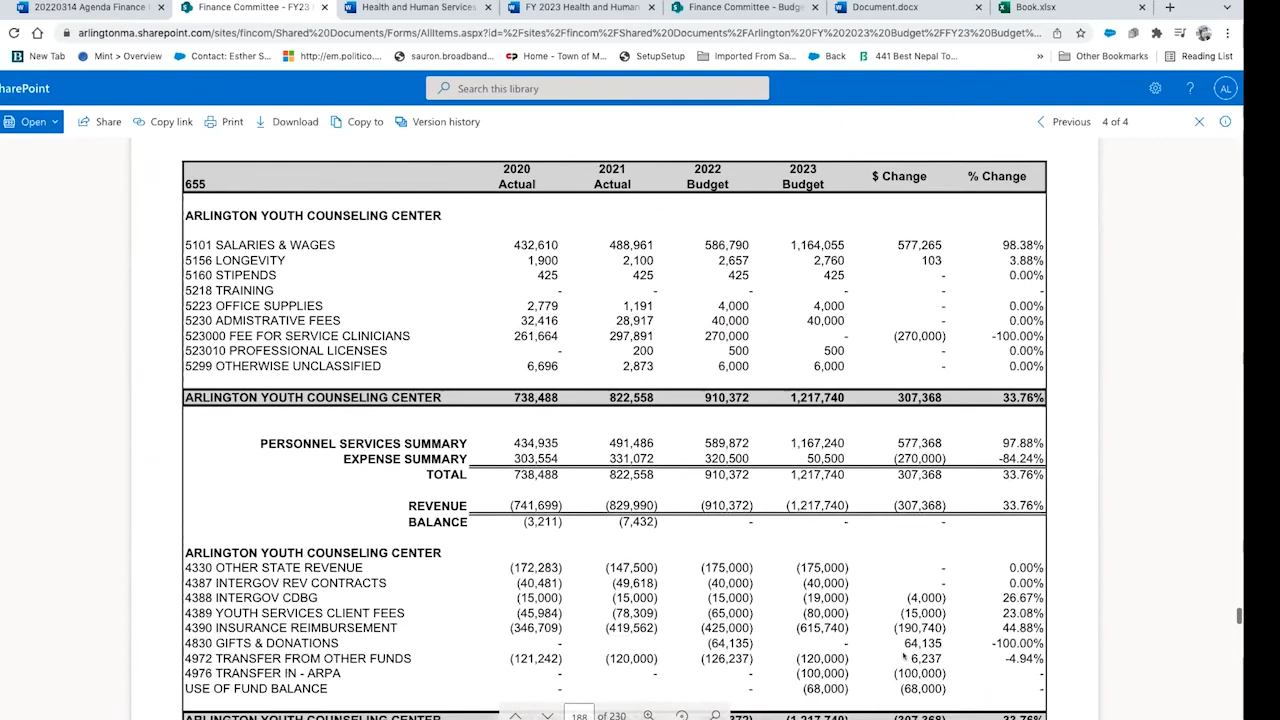 20220314 Agenda Finance
Finance Committee - FY23
Health and Human Services
FY 2023 Health and Human
Finance Committee - Budge
Document.docx
Book.xlsx
arlingtonma.sharepoint.com/sites/fincom/Shared%20Documents/Forms/AllItems.aspx?id=%2Fsites%2Ffincom%2FShared%20Documents%2FArlington%20FY%202023%20Budget%2FFY23%20Budget%...
New Tab Mint > Overview Contact: Esther S... http://em.politico.... sauron.broadband... Home - Town of M... SetupSetup Imported From Sa... Back 441 Best Nepal To... » Other Bookmarks Reading List
harePoint Search this library ? AL
Open Share Copy link Print Download Copy to Version history Previous 4 of 4
655 2020 Actual 2021 Actual 2022 Budget 2023 Budget $ Change % Change
ARLINGTON YOUTH COUNSELING CENTER
5101 SALARIES & WAGES 432,610 488,961 586,790 1,164,055 577,265 98.38%
5156 LONGEVITY 1,900 2,100 2,657 2,760 103 3.88%
5160 STIPENDS 425 425 425 425 - 0.00%
5218 TRAINING - - - - - -
5223 OFFICE SUPPLIES 2,779 1,191 4,000 4,000 - 0.00%
5230 ADMISTRATIVE FEES 32,416 28,917 40,000 40,000 - 0.00%
523000 FEE FOR SERVICE CLINICIANS 261,664 297,891 270,000 - (270,000) -100.00%
523010 PROFESSIONAL LICENSES - 200 500 500 - 0.00%
5299 OTHERWISE UNCLASSIFIED 6,696 2,873 6,000 6,000 - 0.00%
ARLINGTON YOUTH COUNSELING CENTER 738,488 822,558 910,372 1,217,740 307,368 33.76%
PERSONNEL SERVICES SUMMARY 434,935 491,486 589,872 1,167,240 577,368 97.88%
EXPENSE SUMMARY 303,554 331,072 320,500 50,500 (270,000) -84.24%
TOTAL 738,488 822,558 910,372 1,217,740 307,368 33.76%
REVENUE (741,699) (829,990) (910,372) (1,217,740) (307,368) 33.76%
BALANCE (3,211) (7,432) - - -
ARLINGTON YOUTH COUNSELING CENTER
4330 OTHER STATE REVENUE (172,283) (147,500) (175,000) (175,000) - 0.00%
4387 INTERGOV REV CONTRACTS (40,481) (49,618) (40,000) (40,000) - 0.00%
4388 INTERGOV CDBG (15,000) (15,000) (15,000) (19,000) (4,000) 26.67%
4389 YOUTH SERVICES CLIENT FEES (45,984) (78,309) (65,000) (80,000) (15,000) 23.08%
4390 INSURANCE REIMBURSEMENT (346,709) (419,562) (425,000) (615,740) (190,740) 44.88%
4830 GIFTS & DONATIONS - - (64,135) - 64,135 -100.00%
4972 TRANSFER FROM OTHER FUNDS (121,242) (120,000) (126,237) (120,000) 6,237 -4.94%
4976 TRANSFER IN - ARPA - - - (100,000) (100,000) -
USE OF FUND BALANCE - - (68,000) (68,000) -
ARLINGTON YOUTH COUNSELING CENTER 372) (1,217,740) (307,368) 33.76%
188 of 230